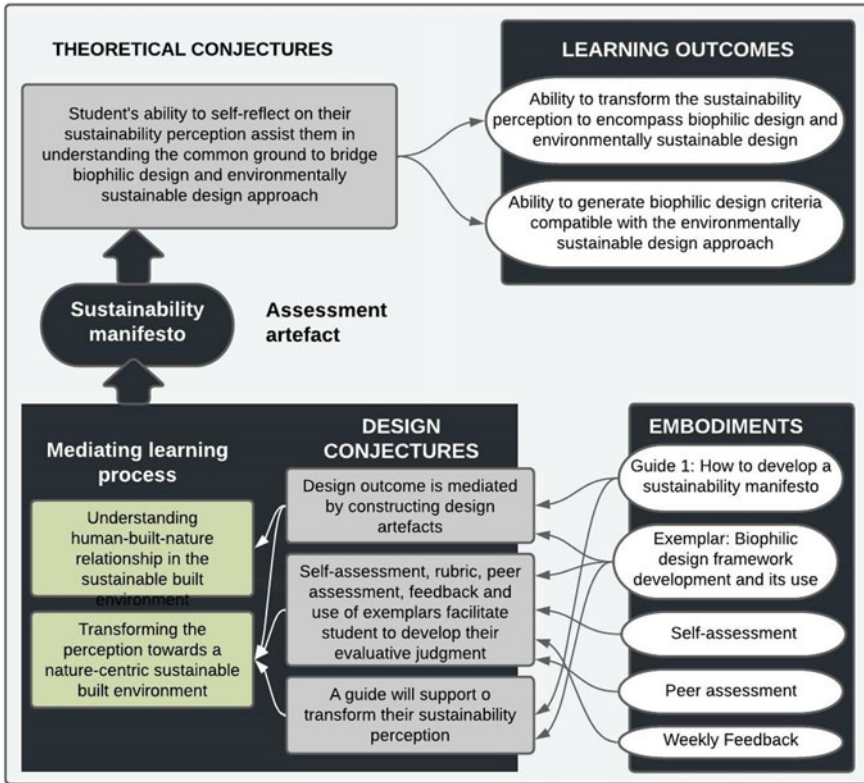 THEORETICAL CONJECTURES
Student's ability to self-reflect on their
sustainability perception assist them in
understanding the common ground to bridge
biophilic design and environmentally
sustainable design approach
LEARNING OUTCOMES
Ability to transform the sustainability
perception to encompass biophilic design and
environmentally sustainable design
Ability to generate biophilic design criteria
compatible with the environmentally
sustainable design approach
Sustainability
manifesto
Assessment
artefact
Mediating learning
process
Understanding
human-built-nature
relationship in the
sustainable built
environment
Transforming the
perception towards a
nature-centric sustainable
built environment
DESIGN
CONJECTURES
Design outcome is mediated
by constructing design
artefacts
Self-assessment, rubric, peer
assessment, feedback and
use of exemplars facilitate
student to develop their
evaluative judgment
A guide will support o
transform their sustainability
perception
EMBODIMENTS
Guide 1: How to develop a
sustainability manifesto
Exemplar: Biophilic
design framework
development and its use
Self-assessment
Peer assessment
Weekly Feedback